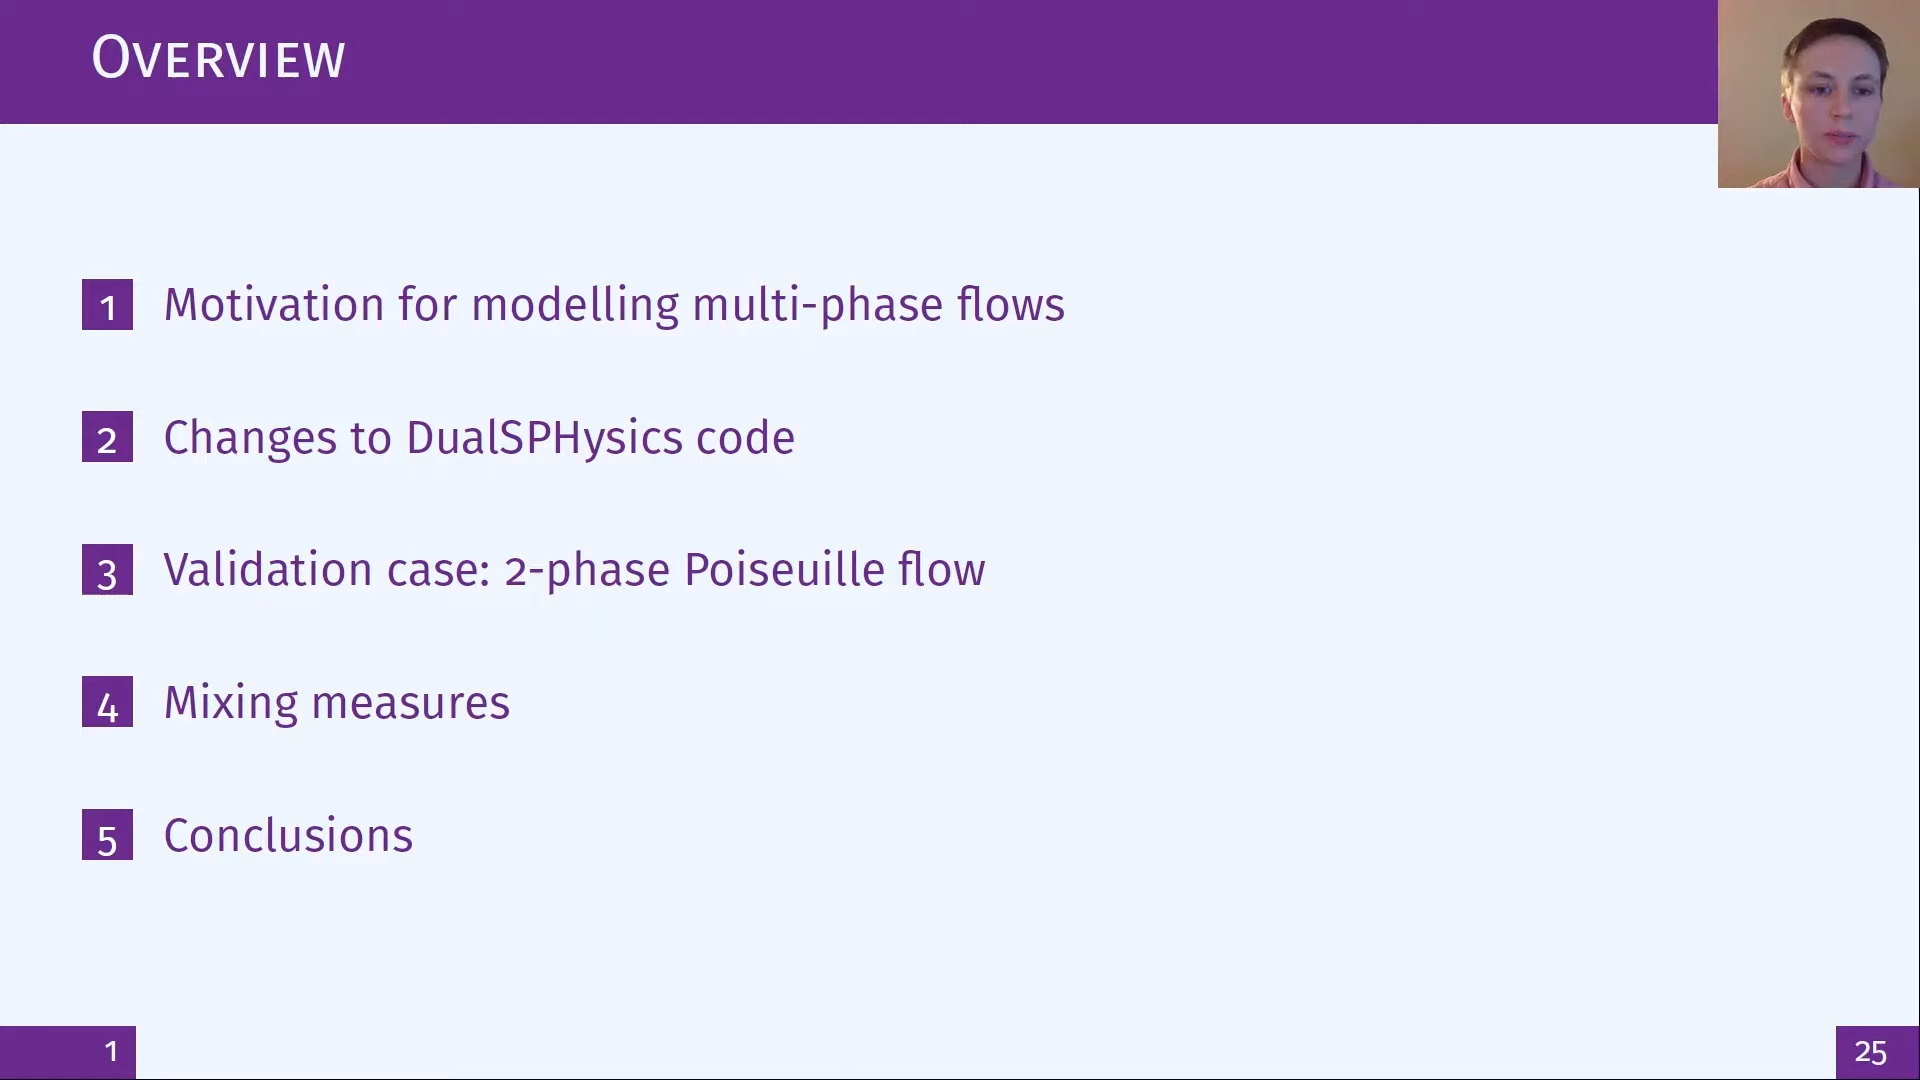 Overview
1 Motivation for modelling multi-phase flows
2 Changes to DualSPHysics code
3 Validation case: 2-phase Poiseuille flow
4 Mixing measures
5 Conclusions
1
25